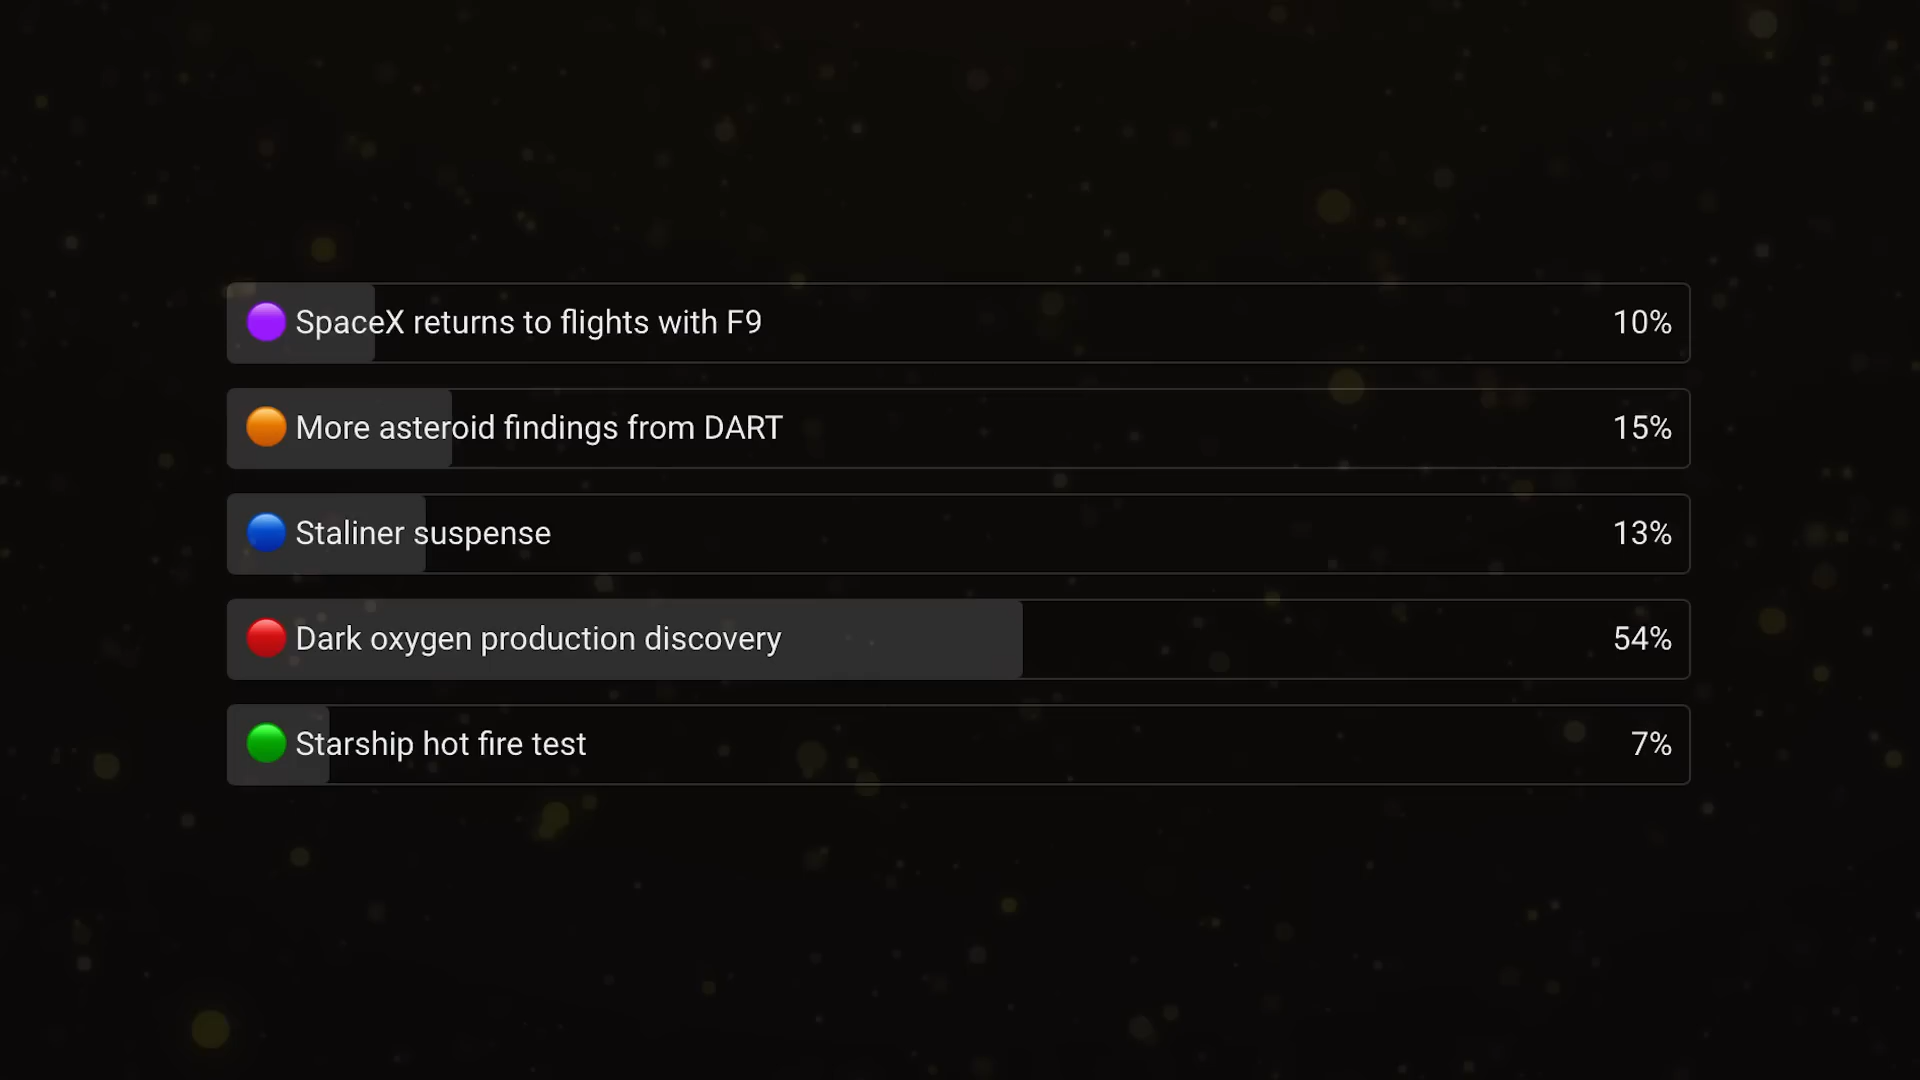 SpaceX returns to flights with F9 10%
More asteroid findings from DART 15%
Staliner suspense 13%
Dark oxygen production discovery 54%
Starship hot fire test 7%